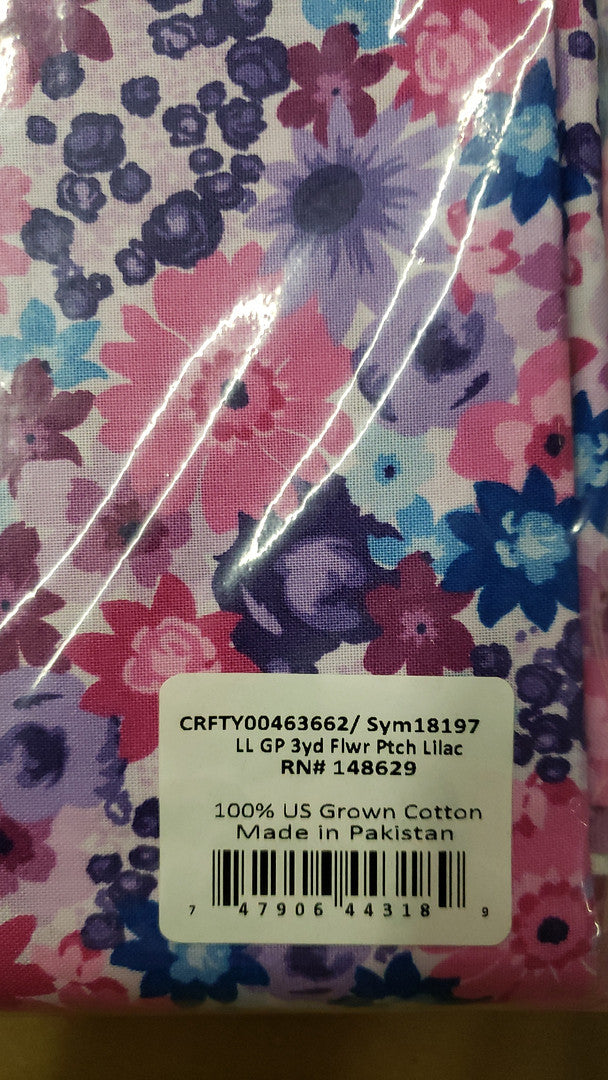 CRFTY00463662/ Sym18197
LL GP 3yd Flwr Ptch Lilac
RN# 148629
100% US Grown Cotton
Made in Pakistan
7 47906 44318 9